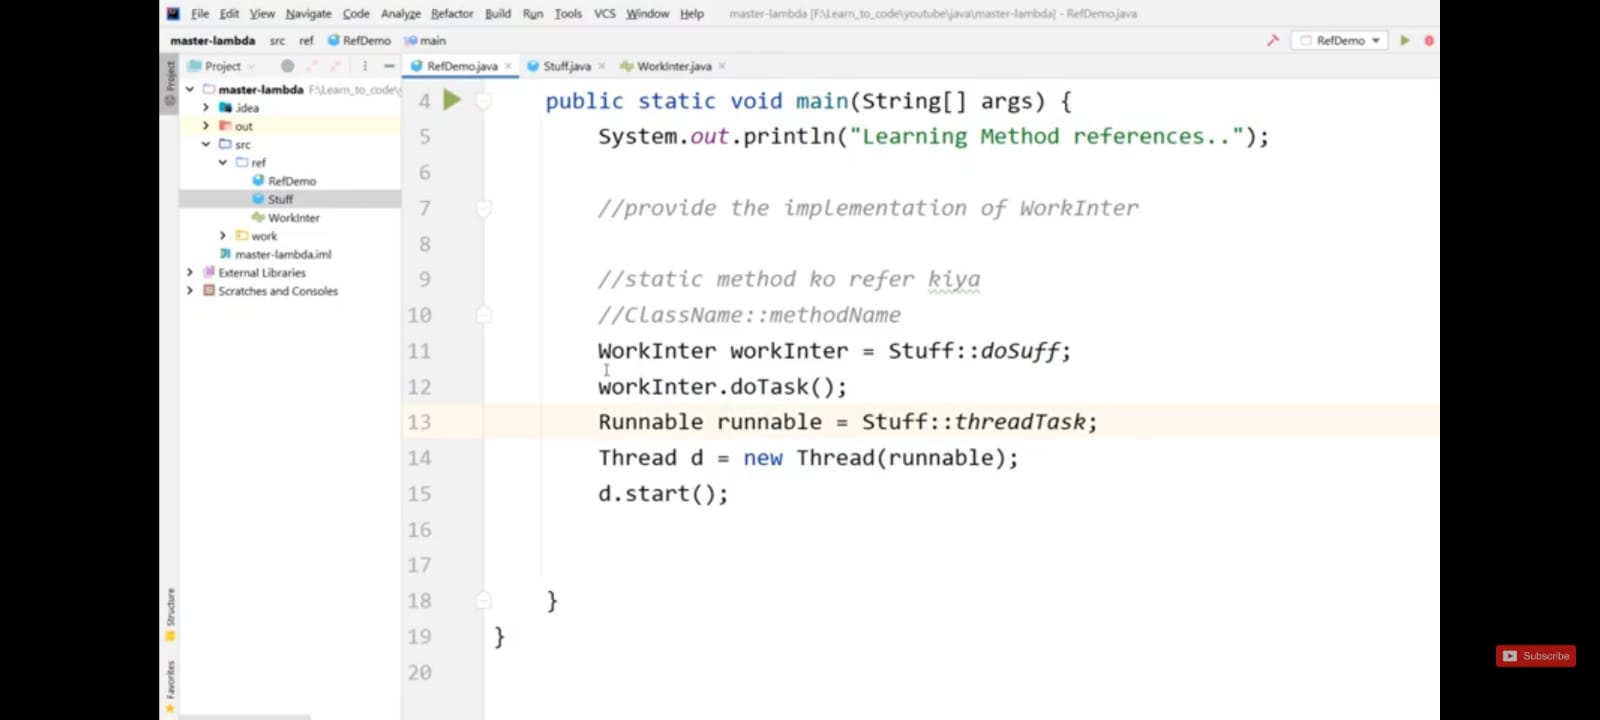 File Edit View Navigate Code Analyze Refactor Build Run Tools VCS Window Help master-lambda [F:\Learn_to_code\youtube\java\master-lambda] - RefDemo.java
master-lambda src ref RefDemo main RefDemo
Project
Project
RefDemo.java Stuff.java WorkInter.java
master-lambda F:\Learn_to_code\
.idea
out
src
ref
RefDemo
Stuff
WorkInter
work
master-lambda.iml
External Libraries
Scratches and Consoles
4 public static void main(String[] args) {
5 System.out.println("Learning Method references..");
6
7 //provide the implementation of WorkInter
8
9 //static method ko refer kiya
10 //ClassName::methodName
11 WorkInter workInter = Stuff::doSuff;
12 workInter.doTask();
13 Runnable runnable = Stuff::threadTask;
14 Thread d = new Thread(runnable);
15 d.start();
16
17
18 }
19 }
20
Structure
Favorites
Subscribe